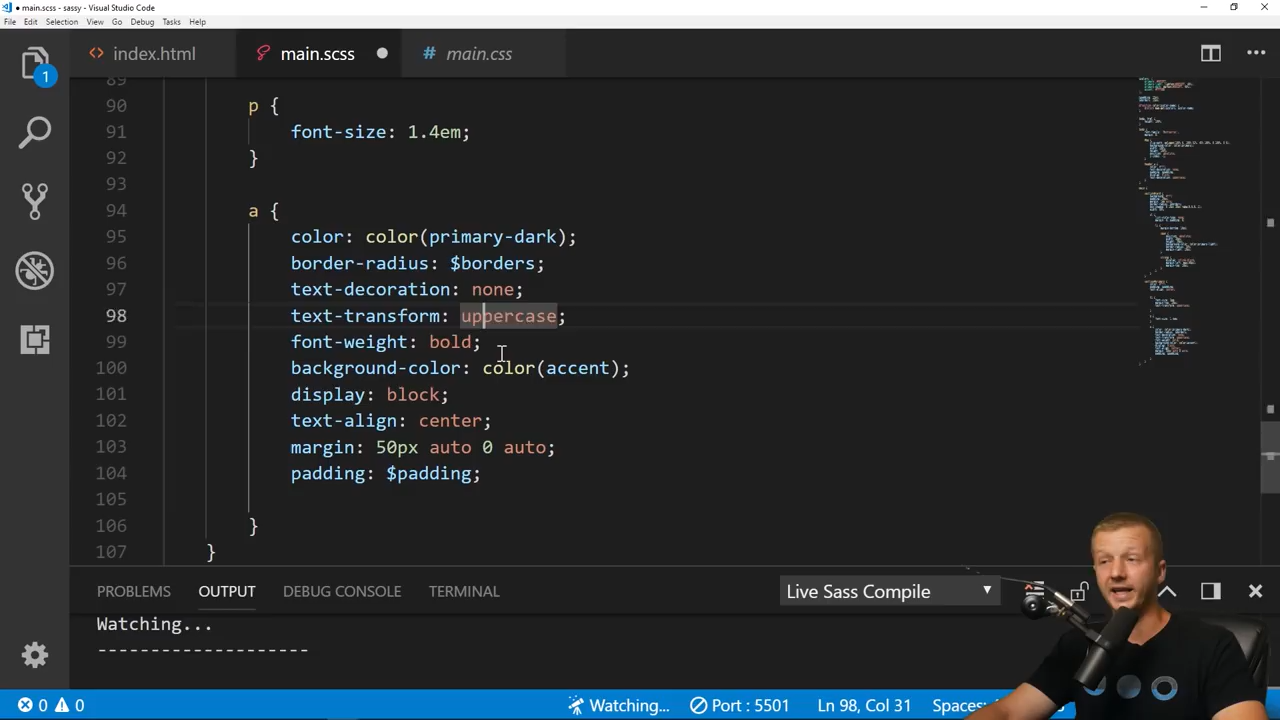 ● main.scss - sassy - Visual Studio Code
File Edit Selection View Go Debug Tasks Help
index.html main.scss ● # main.css
1
89
90 p {
91 font-size: 1.4em;
92 }
93
94 a {
95 color: color(primary-dark);
96 border-radius: $borders;
97 text-decoration: none;
98 text-transform: uppercase;
99 font-weight: bold;
100 background-color: color(accent);
101 display: block;
102 text-align: center;
103 margin: 50px auto 0 auto;
104 padding: $padding;
105
106 }
107 }
PROBLEMS OUTPUT DEBUG CONSOLE TERMINAL Live Sass Compile
Watching...
--------------------
0 0 Watching... Port : 5501 Ln 98, Col 31 Spaces: